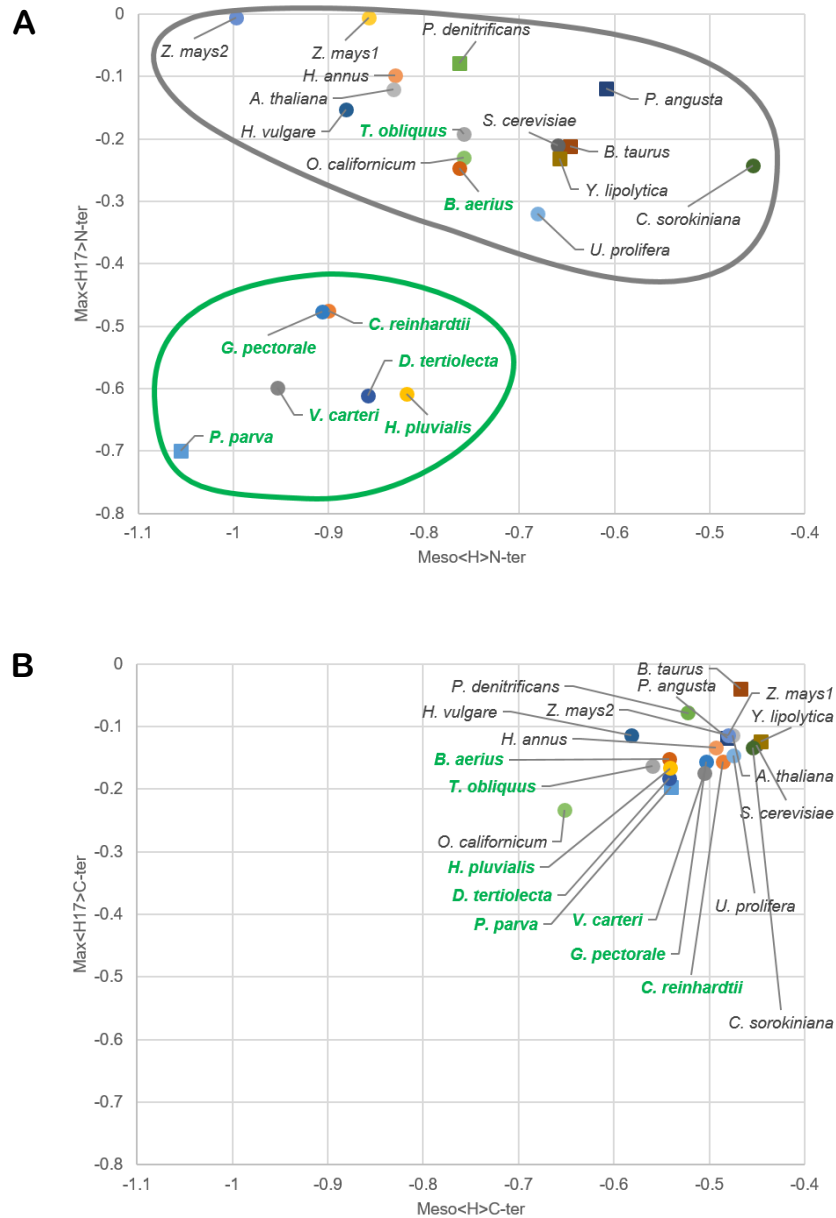 A
0
-0.1
-0.2
-0.3
-0.4
-0.5
-0.6
-0.7
-0.8
Max<H17>N-ter
Z. mays2
Z. mays1
P. denitrificans
H. annus
A. thaliana
P. angusta
H. vulgare
T. obliquus
S. cerevisiae
B. taurus
O. californicum
Y. lipolytica
B. aerius
C. sorokiniana
U. prolifera
G. pectorale
C. reinhardtii
D. tertiolecta
V. carteri
H. pluvialis
P. parva
-1.1 -1 -0.9 -0.8 -0.7 -0.6 -0.5 -0.4
Meso<H>N-ter
B
0
-0.1
-0.2
-0.3
-0.4
-0.5
-0.6
-0.7
-0.8
Max<H17>C-ter
B. taurus
P. denitrificans
P. angusta
Z. mays1
H. vulgare
Z. mays2
Y. lipolytica
H. annus
B. aerius
A. thaliana
T. obliquus
S. cerevisiae
O. californicum
H. pluvialis
D. tertiolecta
U. prolifera
P. parva
V. carteri
G. pectorale
C. reinhardtii
C. sorokiniana
-1.1 -1 -0.9 -0.8 -0.7 -0.6 -0.5 -0.4
Meso<H>C-ter